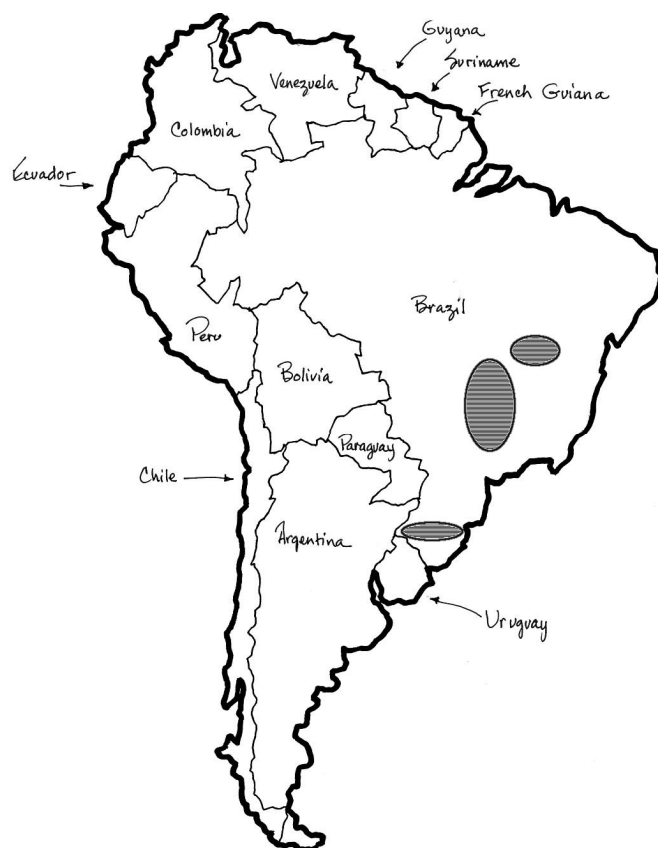 Guyana
Suriname
French Guiana
Venezuela
Colombia
Ecuador
Brazil
Peru
Bolivia
Paraguay
Chile
Argentina
Uruguay